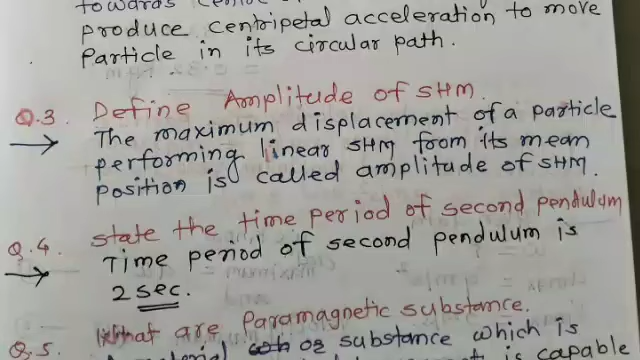 towards
produce centripetal acceleration to move
Particle in its circular path.
Q.3. Define Amplitude of SHM.
→ The maximum displacement of a particle
performing linear SHM from its mean
position is called amplitude of SHM.
Q.4. State the time period of second pendulum
→ Time period of second pendulum is
2 sec.
Q.5. What are Paramagnetic substance.
or substance which is
is capable